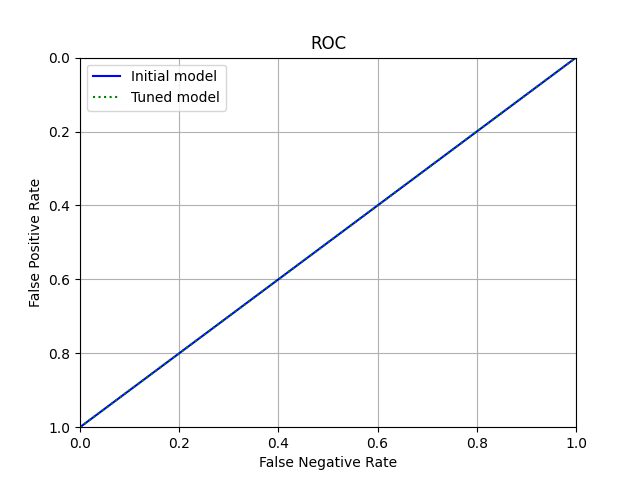 ROC
Initial model
Tuned model
False Positive Rate
0.0
0.2
0.4
0.6
0.8
1.0
0.0 0.2 0.4 0.6 0.8 1.0
False Negative Rate